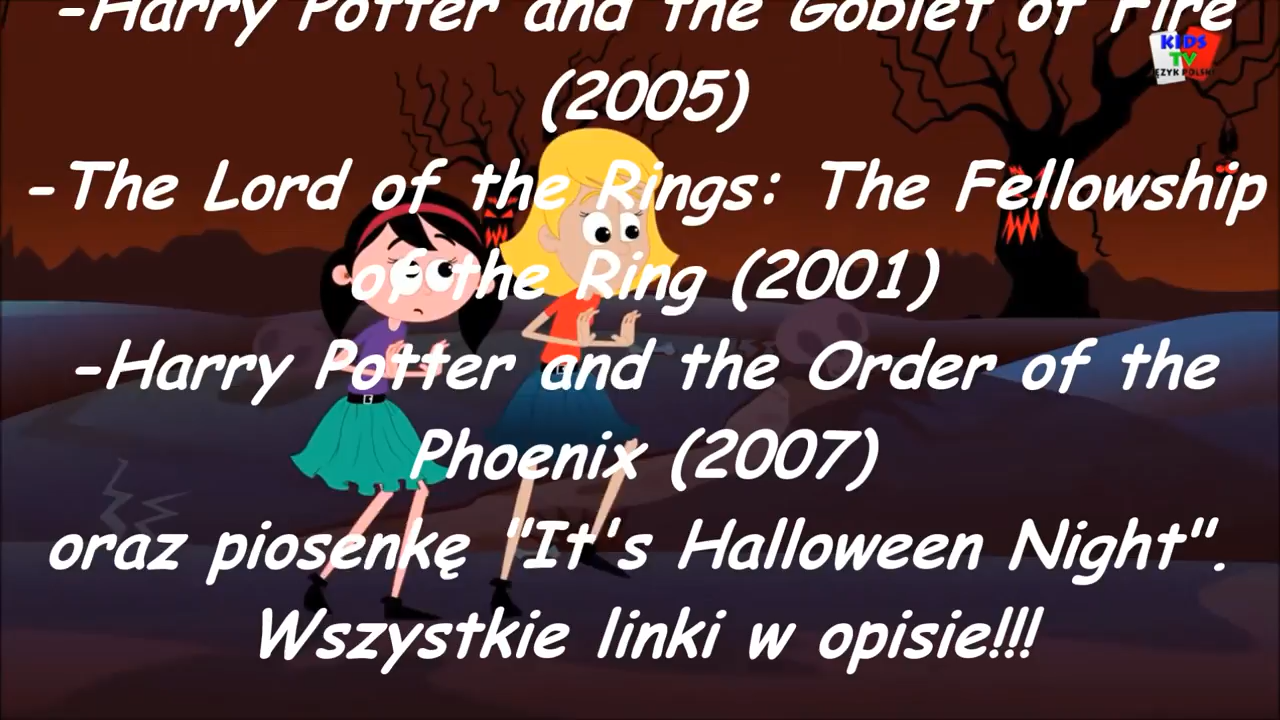 -Harry Potter and the Goblet of Fire
(2005)
-The Lord of the Rings: The Fellowship
of the Ring (2001)
-Harry Potter and the Order of the
Phoenix (2007)
oraz piosenkę "It's Halloween Night".
Wszystkie linki w opisie!!!
KIDS
TV
JĘZYK POLSKI